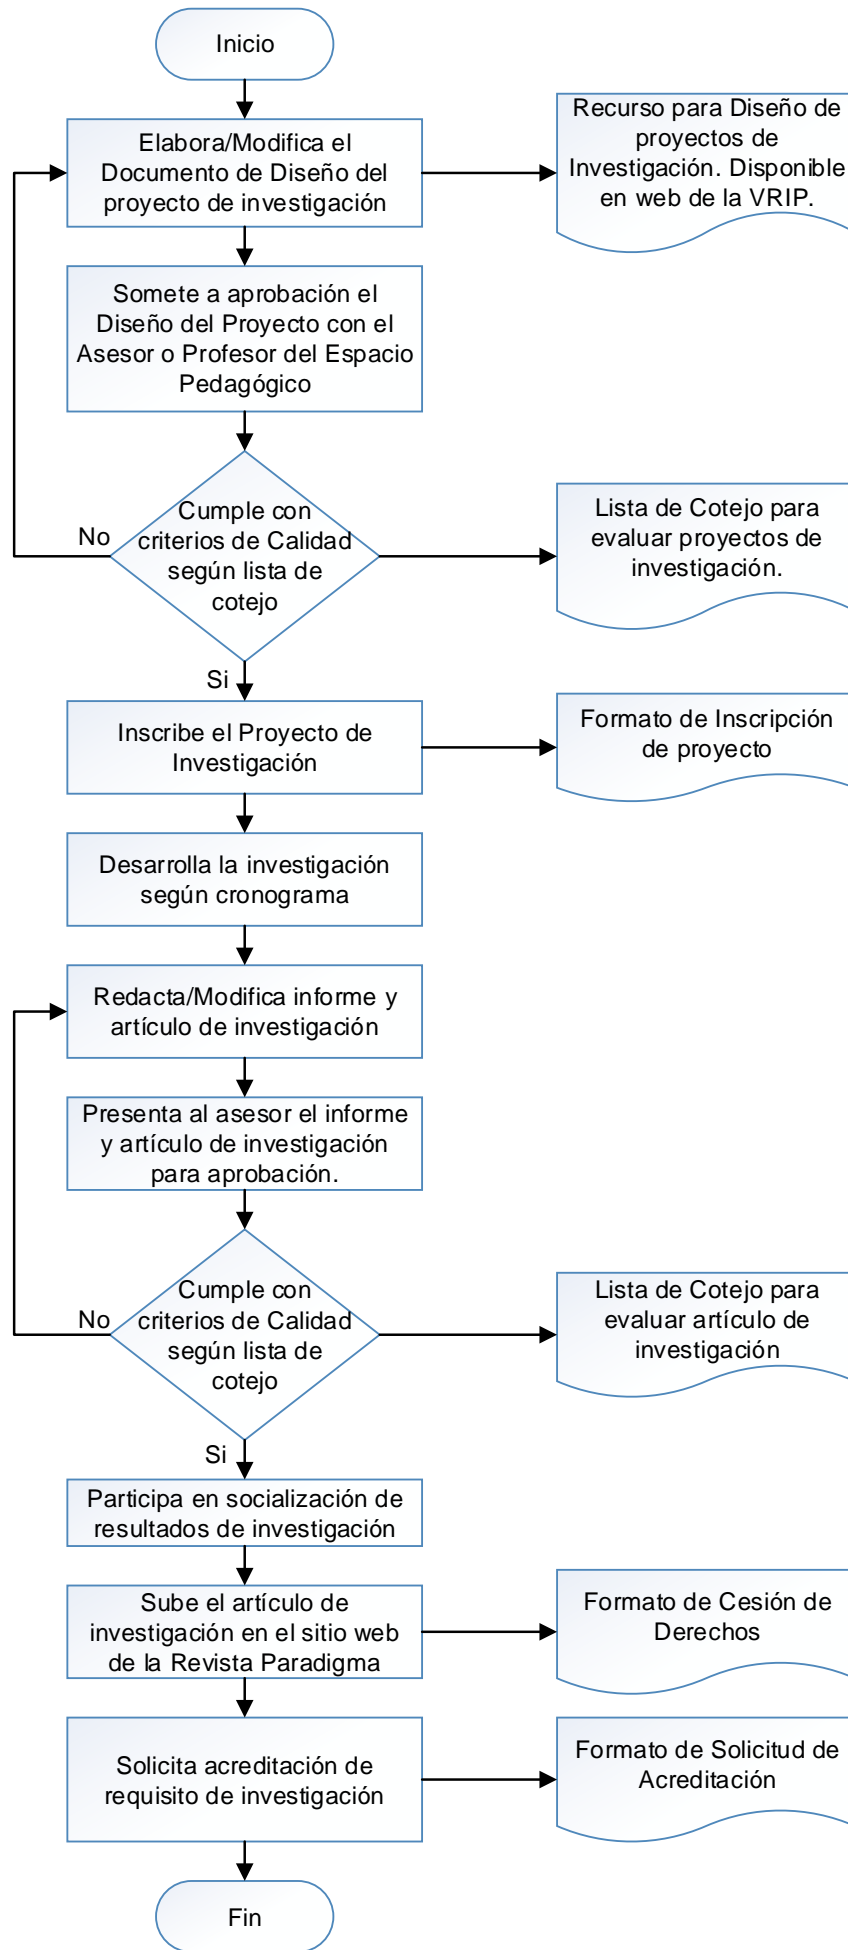 Inicio
Elabora/Modifica el
Documento de Diseño del
proyecto de investigación
Recurso para Diseño de
proyectos de
Investigación. Disponible
en web de la VRIP.
Somete a aprobación el
Diseño del Proyecto con el
Asesor o Profesor del Espacio
Pedagógico
Cumple con
criterios de Calidad
según lista de
cotejo
No
Lista de Cotejo para
evaluar proyectos de
investigación.
Si
Inscribe el Proyecto de
Investigación
Formato de Inscripción
de proyecto
Desarrolla la investigación
según cronograma
Redacta/Modifica informe y
artículo de investigación
Presenta al asesor el informe
y artículo de investigación
para aprobación.
Cumple con
criterios de Calidad
según lista de
cotejo
No
Lista de Cotejo para
evaluar artículo de
investigación
Si
Participa en socialización de
resultados de investigación
Sube el artículo de
investigación en el sitio web
de la Revista Paradigma
Formato de Cesión de
Derechos
Solicita acreditación de
requisito de investigación
Formato de Solicitud de
Acreditación
Fin